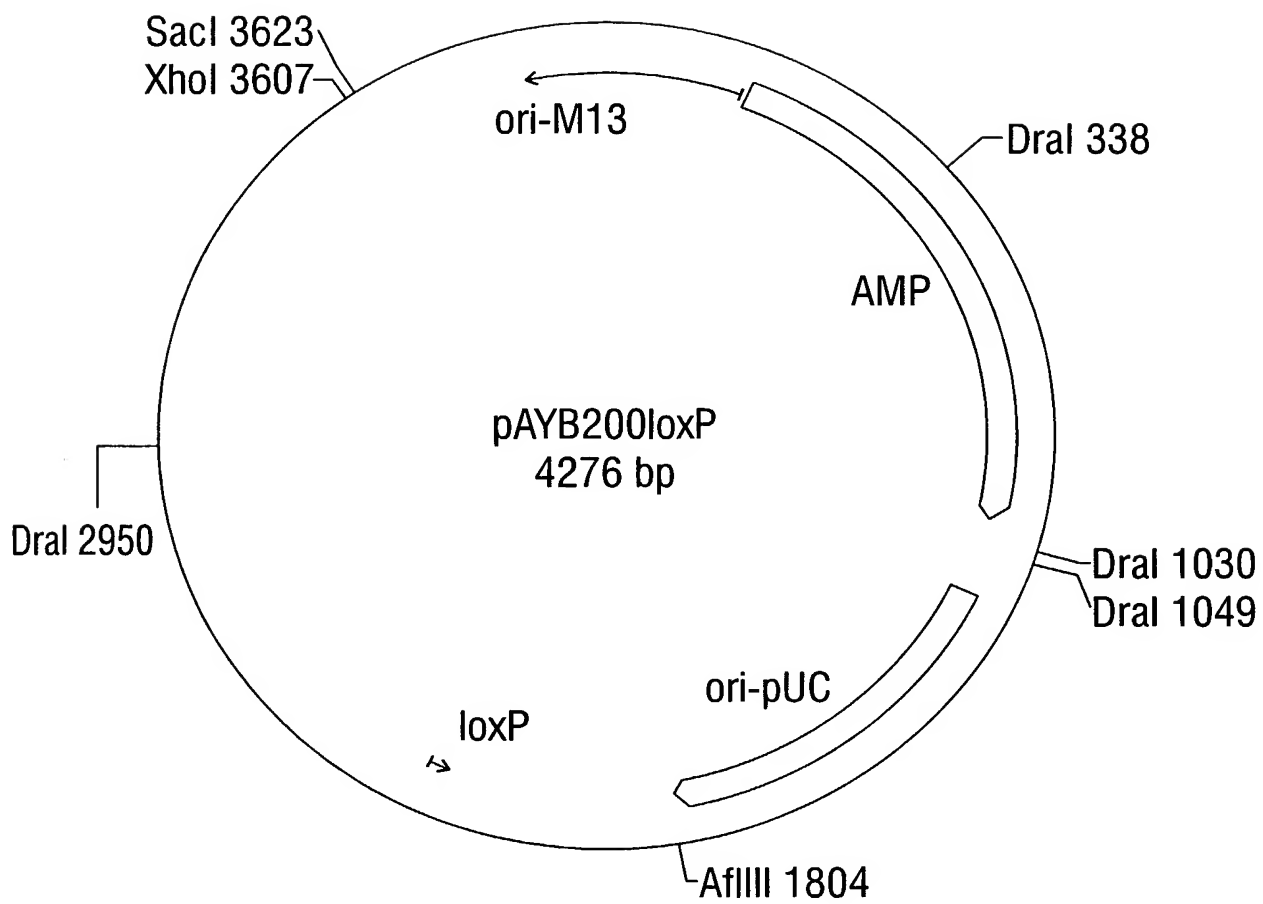 SacI 3623
XhoI 3607
ori-M13
DraI 338
AMP
pAYB200loxP
4276 bp
DraI 2950
DraI 1030
DraI 1049
ori-pUC
loxP
AflIII 1804